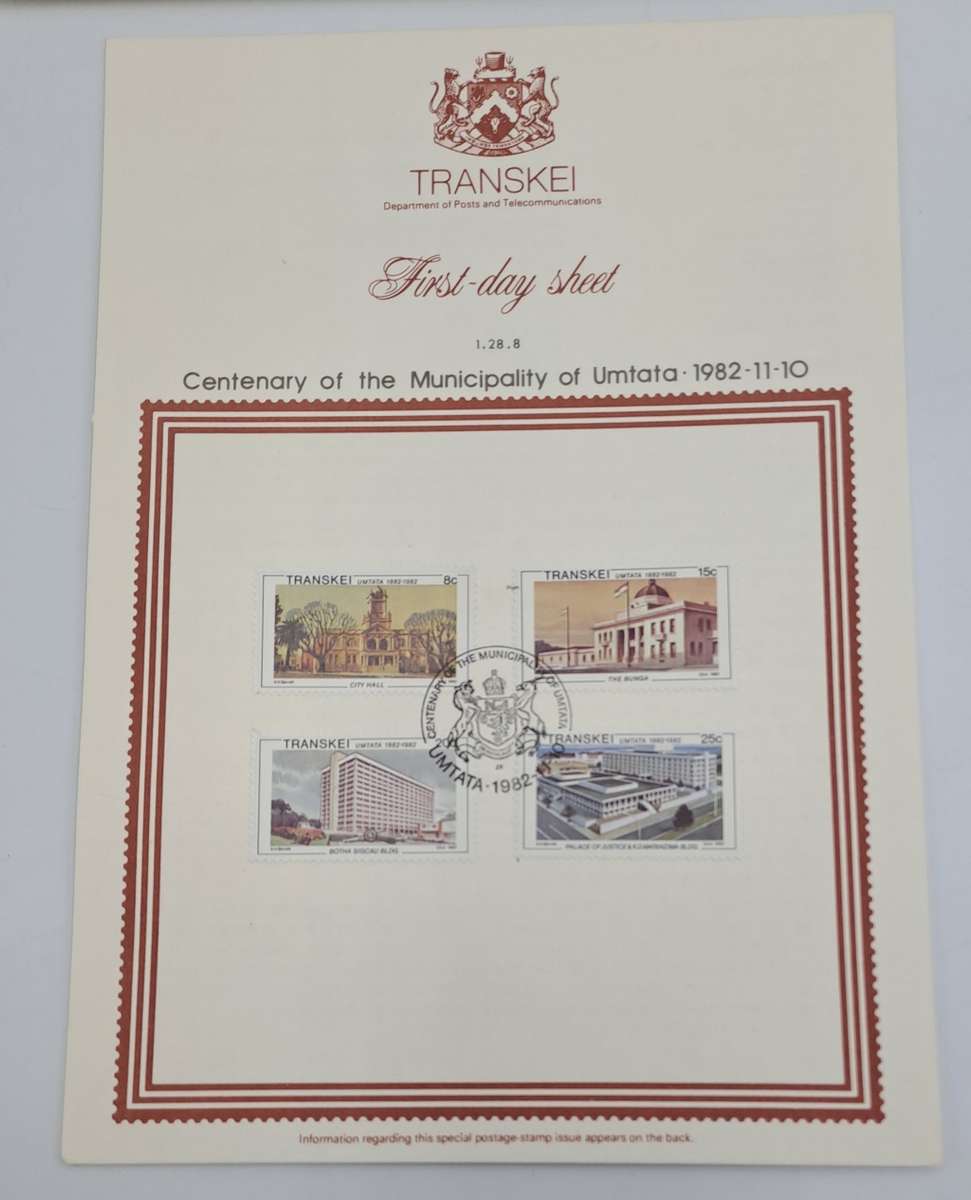 TRANSKEI
Department of Posts and Telecommunications
First-day sheet
1.28.8
Centenary of the Municipality of Umtata · 1982-11-10
TRANSKEI UMTATA 1882-1982 8c
CITY HALL
TRANSKEI UMTATA 1882-1982 15c
THE BUNGA
CENTENARY OF THE MUNICIPALITY OF UMTATA
UMTATA · 1982-
TRANSKEI UMTATA 1882-1982
BOTHA SIGCAU BLDG
TRANSKEI UMTATA 1882-1982 25c
PALACE OF JUSTICE & K.D. MATANZIMA BLDG
Information regarding this special postage-stamp issue appears on the back.